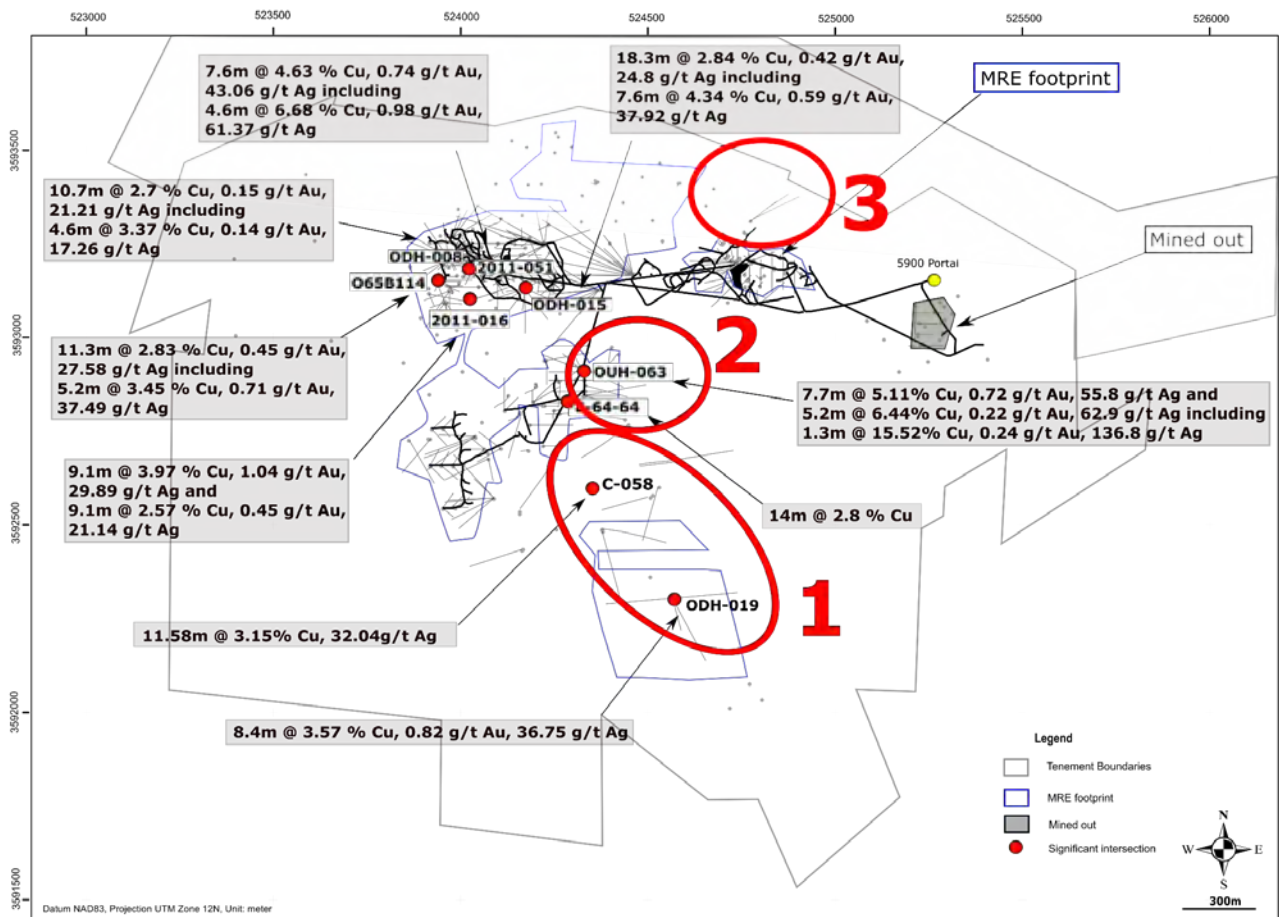 523000
523500
524000
524500
525000
525500
526000
3593500
3593000
3592500
3592000
3591500
7.6m @ 4.63 % Cu, 0.74 g/t Au,
43.06 g/t Ag including
4.6m @ 6.68 % Cu, 0.98 g/t Au,
61.37 g/t Ag
18.3m @ 2.84 % Cu, 0.42 g/t Au,
24.8 g/t Ag including
7.6m @ 4.34 % Cu, 0.59 g/t Au,
37.92 g/t Ag
MRE footprint
10.7m @ 2.7 % Cu, 0.15 g/t Au,
21.21 g/t Ag including
4.6m @ 3.37 % Cu, 0.14 g/t Au,
17.26 g/t Ag
3
Mined out
ODH-008
2011-051
O65B114
ODH-015
2011-016
5900 Portal
2
11.3m @ 2.83 % Cu, 0.45 g/t Au,
27.58 g/t Ag including
5.2m @ 3.45 % Cu, 0.71 g/t Au,
37.49 g/t Ag
OUH-063
-64-64
7.7m @ 5.11% Cu, 0.72 g/t Au, 55.8 g/t Ag and
5.2m @ 6.44% Cu, 0.22 g/t Au, 62.9 g/t Ag including
1.3m @ 15.52% Cu, 0.24 g/t Au, 136.8 g/t Ag
9.1m @ 3.97 % Cu, 1.04 g/t Au,
29.89 g/t Ag and
9.1m @ 2.57 % Cu, 0.45 g/t Au,
21.14 g/t Ag
C-058
14m @ 2.8 % Cu
1
ODH-019
11.58m @ 3.15% Cu, 32.04g/t Ag
8.4m @ 3.57 % Cu, 0.82 g/t Au, 36.75 g/t Ag
Legend
Tenement Boundaries
MRE footprint
Mined out
Significant intersection
N
W
E
S
300m
Datum NAD83, Projection UTM Zone 12N, Unit: meter